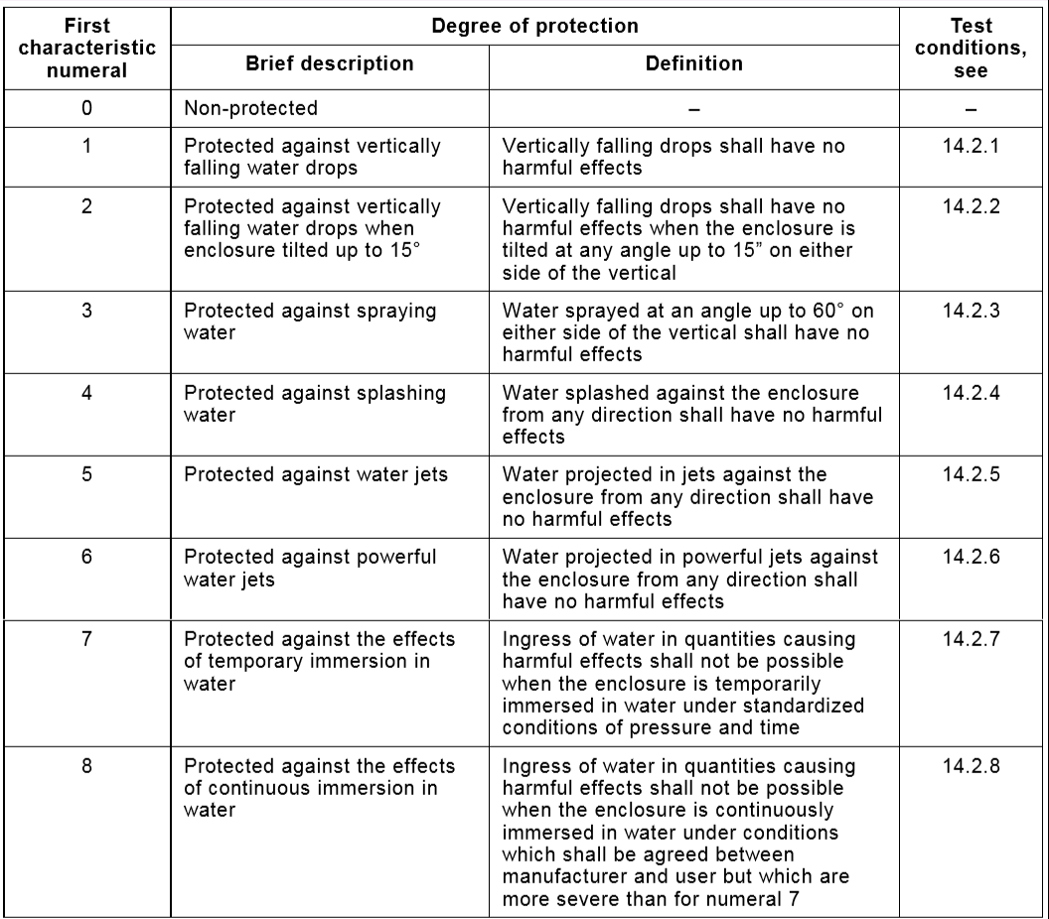 First
characteristic
numeral
Degree of protection
Test
conditions,
see
Brief description
Definition
0
Non-protected
–
–
1
Protected against vertically
falling water drops
Vertically falling drops shall have no
harmful effects
14.2.1
2
Protected against vertically
falling water drops when
enclosure tilted up to 15°
Vertically falling drops shall have no
harmful effects when the enclosure is
tilted at any angle up to 15” on either
side of the vertical
14.2.2
3
Protected against spraying
water
Water sprayed at an angle up to 60° on
either side of the vertical shall have no
harmful effects
14.2.3
4
Protected against splashing
water
Water splashed against the enclosure
from any direction shall have no harmful
effects
14.2.4
5
Protected against water jets
Water projected in jets against the
enclosure from any direction shall have
no harmful effects
14.2.5
6
Protected against powerful
water jets
Water projected in powerful jets against
the enclosure from any direction shall
have no harmful effects
14.2.6
7
Protected against the effects
of temporary immersion in
water
Ingress of water in quantities causing
harmful effects shall not be possible
when the enclosure is temporarily
immersed in water under standardized
conditions of pressure and time
14.2.7
8
Protected against the effects
of continuous immersion in
water
Ingress of water in quantities causing
harmful effects shall not be possible
when the enclosure is continuously
immersed in water under conditions
which shall be agreed between
manufacturer and user but which are
more severe than for numeral 7
14.2.8